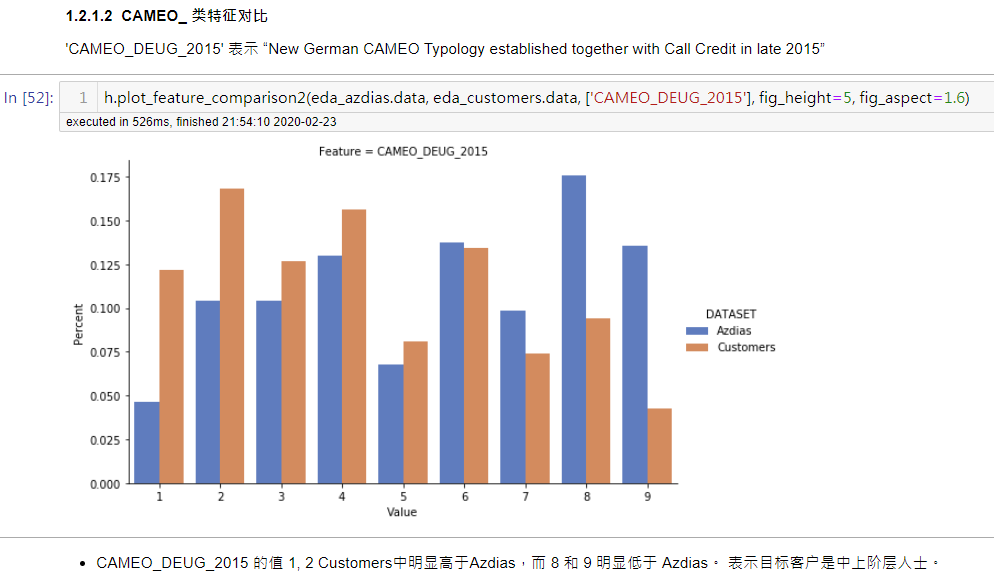 1.2.1.2 CAMEO_ 类特征对比
'CAMEO_DEUG_2015' 表示 “New German CAMEO Typology established together with Call Credit in late 2015”
In [52]:
1 h.plot_feature_comparison2(eda_azdias.data, eda_customers.data, ['CAMEO_DEUG_2015'], fig_height=5, fig_aspect=1.6)
executed in 526ms, finished 21:54:10 2020-02-23
Feature = CAMEO_DEUG_2015
0.175
0.150
0.125
0.100
0.075
0.050
0.025
0.000
Percent
1 2 3 4 5 6 7 8 9
Value
DATASET
Azdias
Customers
• CAMEO_DEUG_2015 的值 1, 2 Customers中明显高于Azdias，而 8 和 9 明显低于 Azdias。 表示目标客户是中上阶层人士。